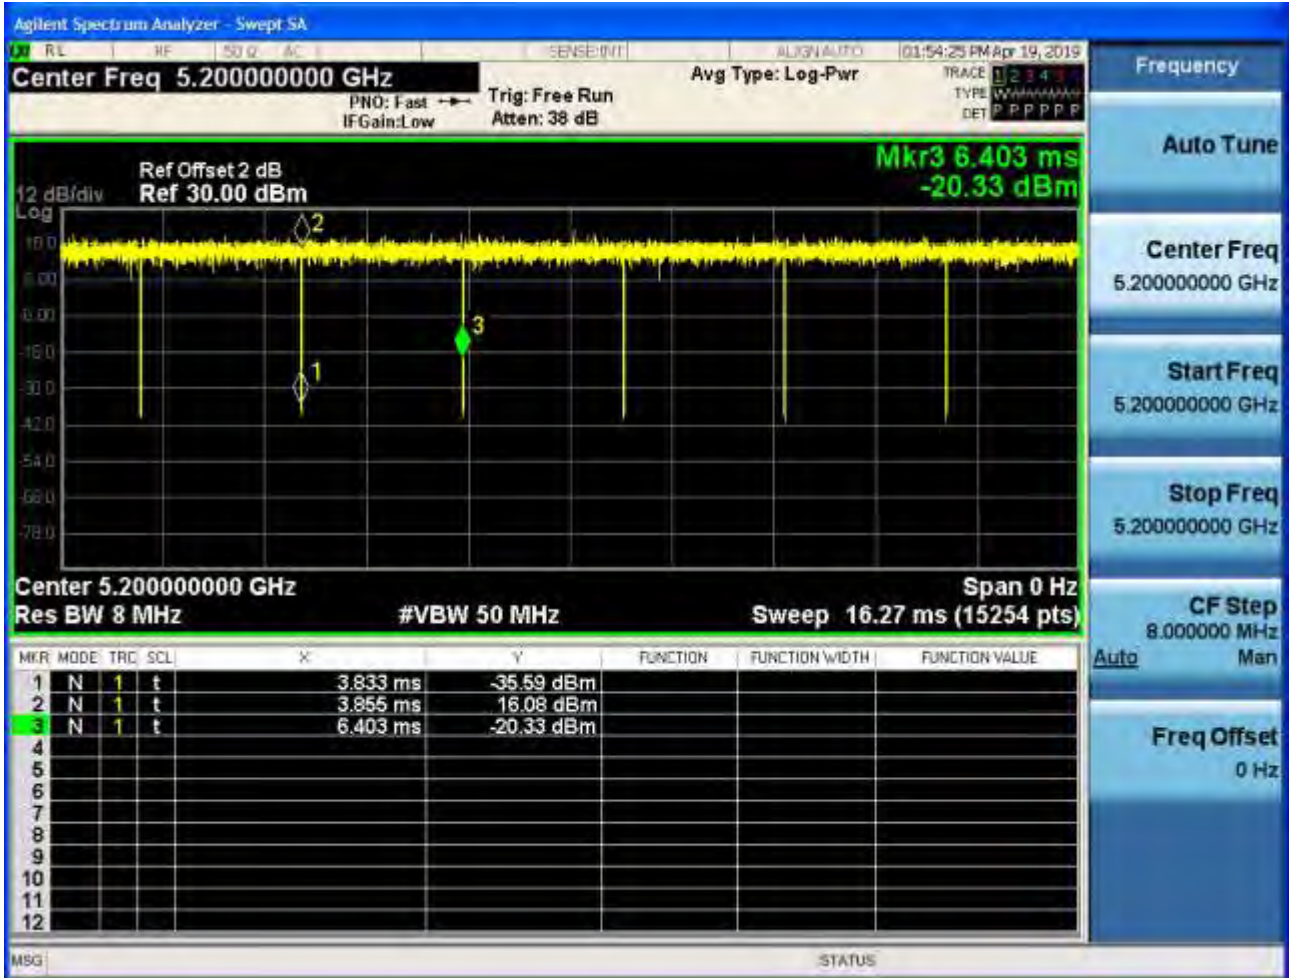 Agilent Spectrum Analyzer - Swept SA
LXI RL RF 50 Ω AC SENSE:INT ALIGN AUTO 01:54:25 PM Apr 19, 2019
Center Freq 5.200000000 GHz
PNO: Fast
IFGain:Low
Trig: Free Run
Atten: 38 dB
Avg Type: Log-Pwr
TRACE 1 2 3 4
TYPE
DET P P P P P P
Mkr3 6.403 ms
-20.33 dBm
Ref Offset 2 dB
12 dB/div Ref 30.00 dBm
Log
18.0
6.00
-18.0
-30.0
-42.0
-54.0
-66.0
-78.0
2
3
1
Center 5.200000000 GHz Span 0 Hz
Res BW 8 MHz #VBW 50 MHz Sweep 16.27 ms (15254 pts)
MKR MODE TRC SCL X Y FUNCTION FUNCTION WIDTH FUNCTION VALUE
1 N 1 t 3.833 ms -35.59 dBm
2 N 1 t 3.855 ms 16.08 dBm
3 N 1 t 6.403 ms -20.33 dBm
4
5
6
7
8
9
10
11
12
MSG STATUS
Frequency
Auto Tune
Center Freq
5.200000000 GHz
Start Freq
5.200000000 GHz
Stop Freq
5.200000000 GHz
CF Step
8.000000 MHz
Auto Man
Freq Offset
0 Hz